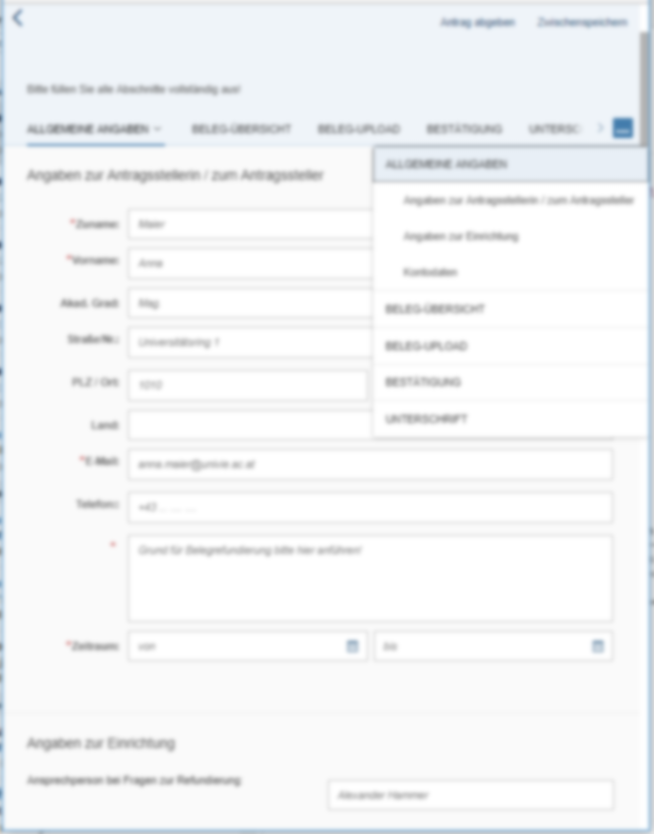 Antrag abgeben Zwischenspeichern
Bitte füllen Sie alle Abschnitte vollständig aus!
ALLGEMEINE ANGABEN BELEG-ÜBERSICHT BELEG-UPLOAD BESTÄTIGUNG UNTERSC
ALLGEMEINE ANGABEN
Angaben zur Antragstellerin / zum Antragsteller
Angaben zur Einrichtung
Kontodaten
BELEG-ÜBERSICHT
BELEG-UPLOAD
BESTÄTIGUNG
UNTERSCHRIFT
Angaben zur Antragsstellerin / zum Antragssteller
*Zuname: Maier
*Vorname: Anna
Akad. Grad: Mag.
Straße/Nr.: Universitätsring 1
PLZ / Ort: 1010
Land:
*E-Mail: anna.maier@univie.ac.at
Telefon: +43 ... .... ...
* Grund für Belegrefundierung bitte hier anführen!
*Zeitraum: von bis
Angaben zur Einrichtung
Ansprechperson bei Fragen zur Refundierung
Alexander Hammer